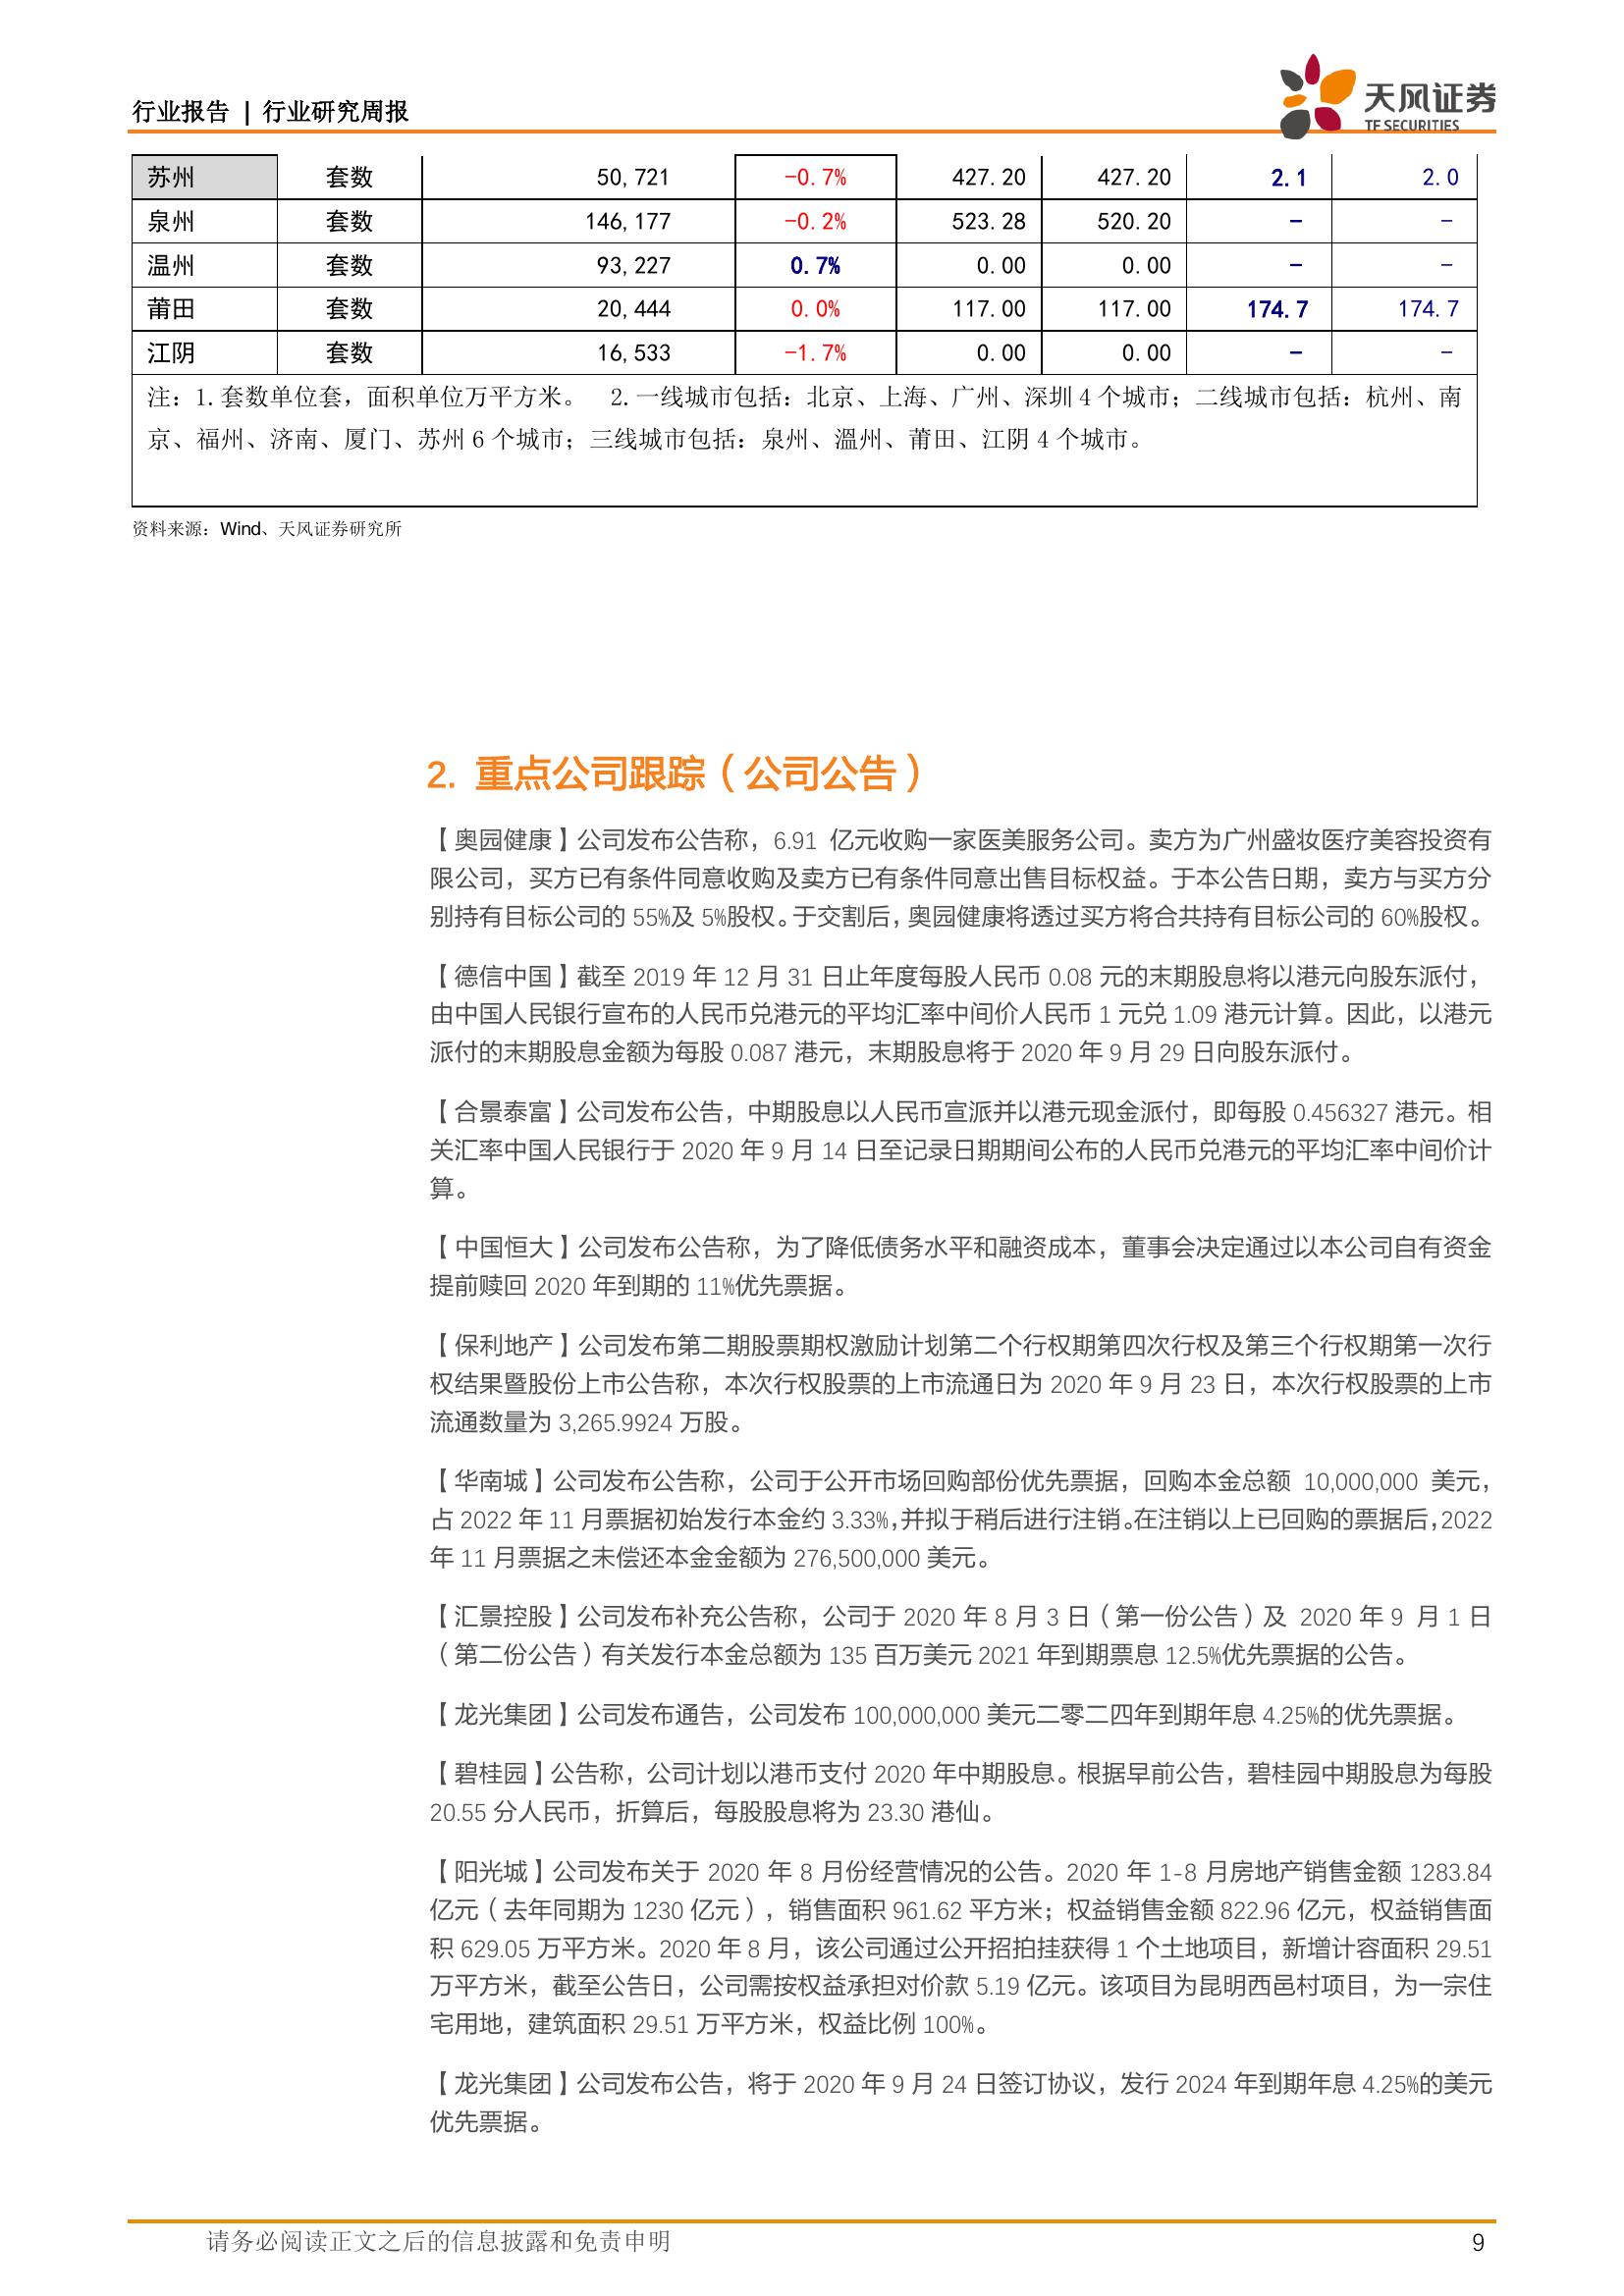 行业报告 | 行业研究周报
天风证券
TF SECURITIES
苏州 套数 50,721 -0.7% 427.20 427.20 2.1 2.0
泉州 套数 146,177 -0.2% 523.28 520.20 - -
温州 套数 93,227 0.7% 0.00 0.00 - -
莆田 套数 20,444 0.0% 117.00 117.00 174.7 174.7
江阴 套数 16,533 -1.7% 0.00 0.00 - -
注：1.套数单位套，面积单位万平方米。 2.一线城市包括：北京、上海、广州、深圳 4 个城市；二线城市包括：杭州、南
京、福州、济南、厦门、苏州 6 个城市；三线城市包括：泉州、溫州、莆田、江阴 4 个城市。
资料来源：Wind、天风证券研究所
2. 重点公司跟踪（公司公告）
【奥园健康】公司发布公告称，6.91 亿元收购一家医美服务公司。卖方为广州盛妆医疗美容投资有
限公司，买方已有条件同意收购及卖方已有条件同意出售目标权益。于本公告日期，卖方与买方分
别持有目标公司的 55%及 5%股权。于交割后，奥园健康将透过买方将合共持有目标公司的 60%股权。
【德信中国】截至 2019 年 12 月 31 日止年度每股人民币 0.08 元的末期股息将以港元向股东派付，
由中国人民银行宣布的人民币兑港元的平均汇率中间价人民币 1 元兑 1.09 港元计算。因此，以港元
派付的末期股息金额为每股 0.087 港元，末期股息将于 2020 年 9 月 29 日向股东派付。
【合景泰富】公司发布公告，中期股息以人民币宣派并以港元现金派付，即每股 0.456327 港元。相
关汇率中国人民银行于 2020 年 9 月 14 日至记录日期期间公布的人民币兑港元的平均汇率中间价计
算。
【中国恒大】公司发布公告称，为了降低债务水平和融资成本，董事会决定通过以本公司自有资金
提前赎回 2020 年到期的 11%优先票据。
【保利地产】公司发布第二期股票期权激励计划第二个行权期第四次行权及第三个行权期第一次行
权结果暨股份上市公告称，本次行权股票的上市流通日为 2020 年 9 月 23 日，本次行权股票的上市
流通数量为 3,265.9924 万股。
【华南城】公司发布公告称，公司于公开市场回购部份优先票据，回购本金总额 10,000,000 美元，
占 2022 年 11 月票据初始发行本金约 3.33%，并拟于稍后进行注销。在注销以上已回购的票据后，2022
年 11 月票据之未偿还本金金额为 276,500,000 美元。
【汇景控股】公司发布补充公告称，公司于 2020 年 8 月 3 日（第一份公告）及 2020 年 9 月 1 日
（第二份公告）有关发行本金总额为 135 百万美元 2021 年到期票息 12.5%优先票据的公告。
【龙光集团】公司发布通告，公司发布 100,000,000 美元二零二四年到期年息 4.25%的优先票据。
【碧桂园】公告称，公司计划以港币支付 2020 年中期股息。根据早前公告，碧桂园中期股息为每股
20.55 分人民币，折算后，每股股息将为 23.30 港仙。
【阳光城】公司发布关于 2020 年 8 月份经营情况的公告。2020 年 1-8 月房地产销售金额 1283.84
亿元（去年同期为 1230 亿元），销售面积 961.62 平方米；权益销售金额 822.96 亿元，权益销售面
积 629.05 万平方米。2020 年 8 月，该公司通过公开招拍挂获得 1 个土地项目，新增计容面积 29.51
万平方米，截至公告日，公司需按权益承担对价款 5.19 亿元。该项目为昆明西邑村项目，为一宗住
宅用地，建筑面积 29.51 万平方米，权益比例 100%。
【龙光集团】公司发布公告，将于 2020 年 9 月 24 日签订协议，发行 2024 年到期年息 4.25%的美元
优先票据。
请务必阅读正文之后的信息披露和免责申明 9